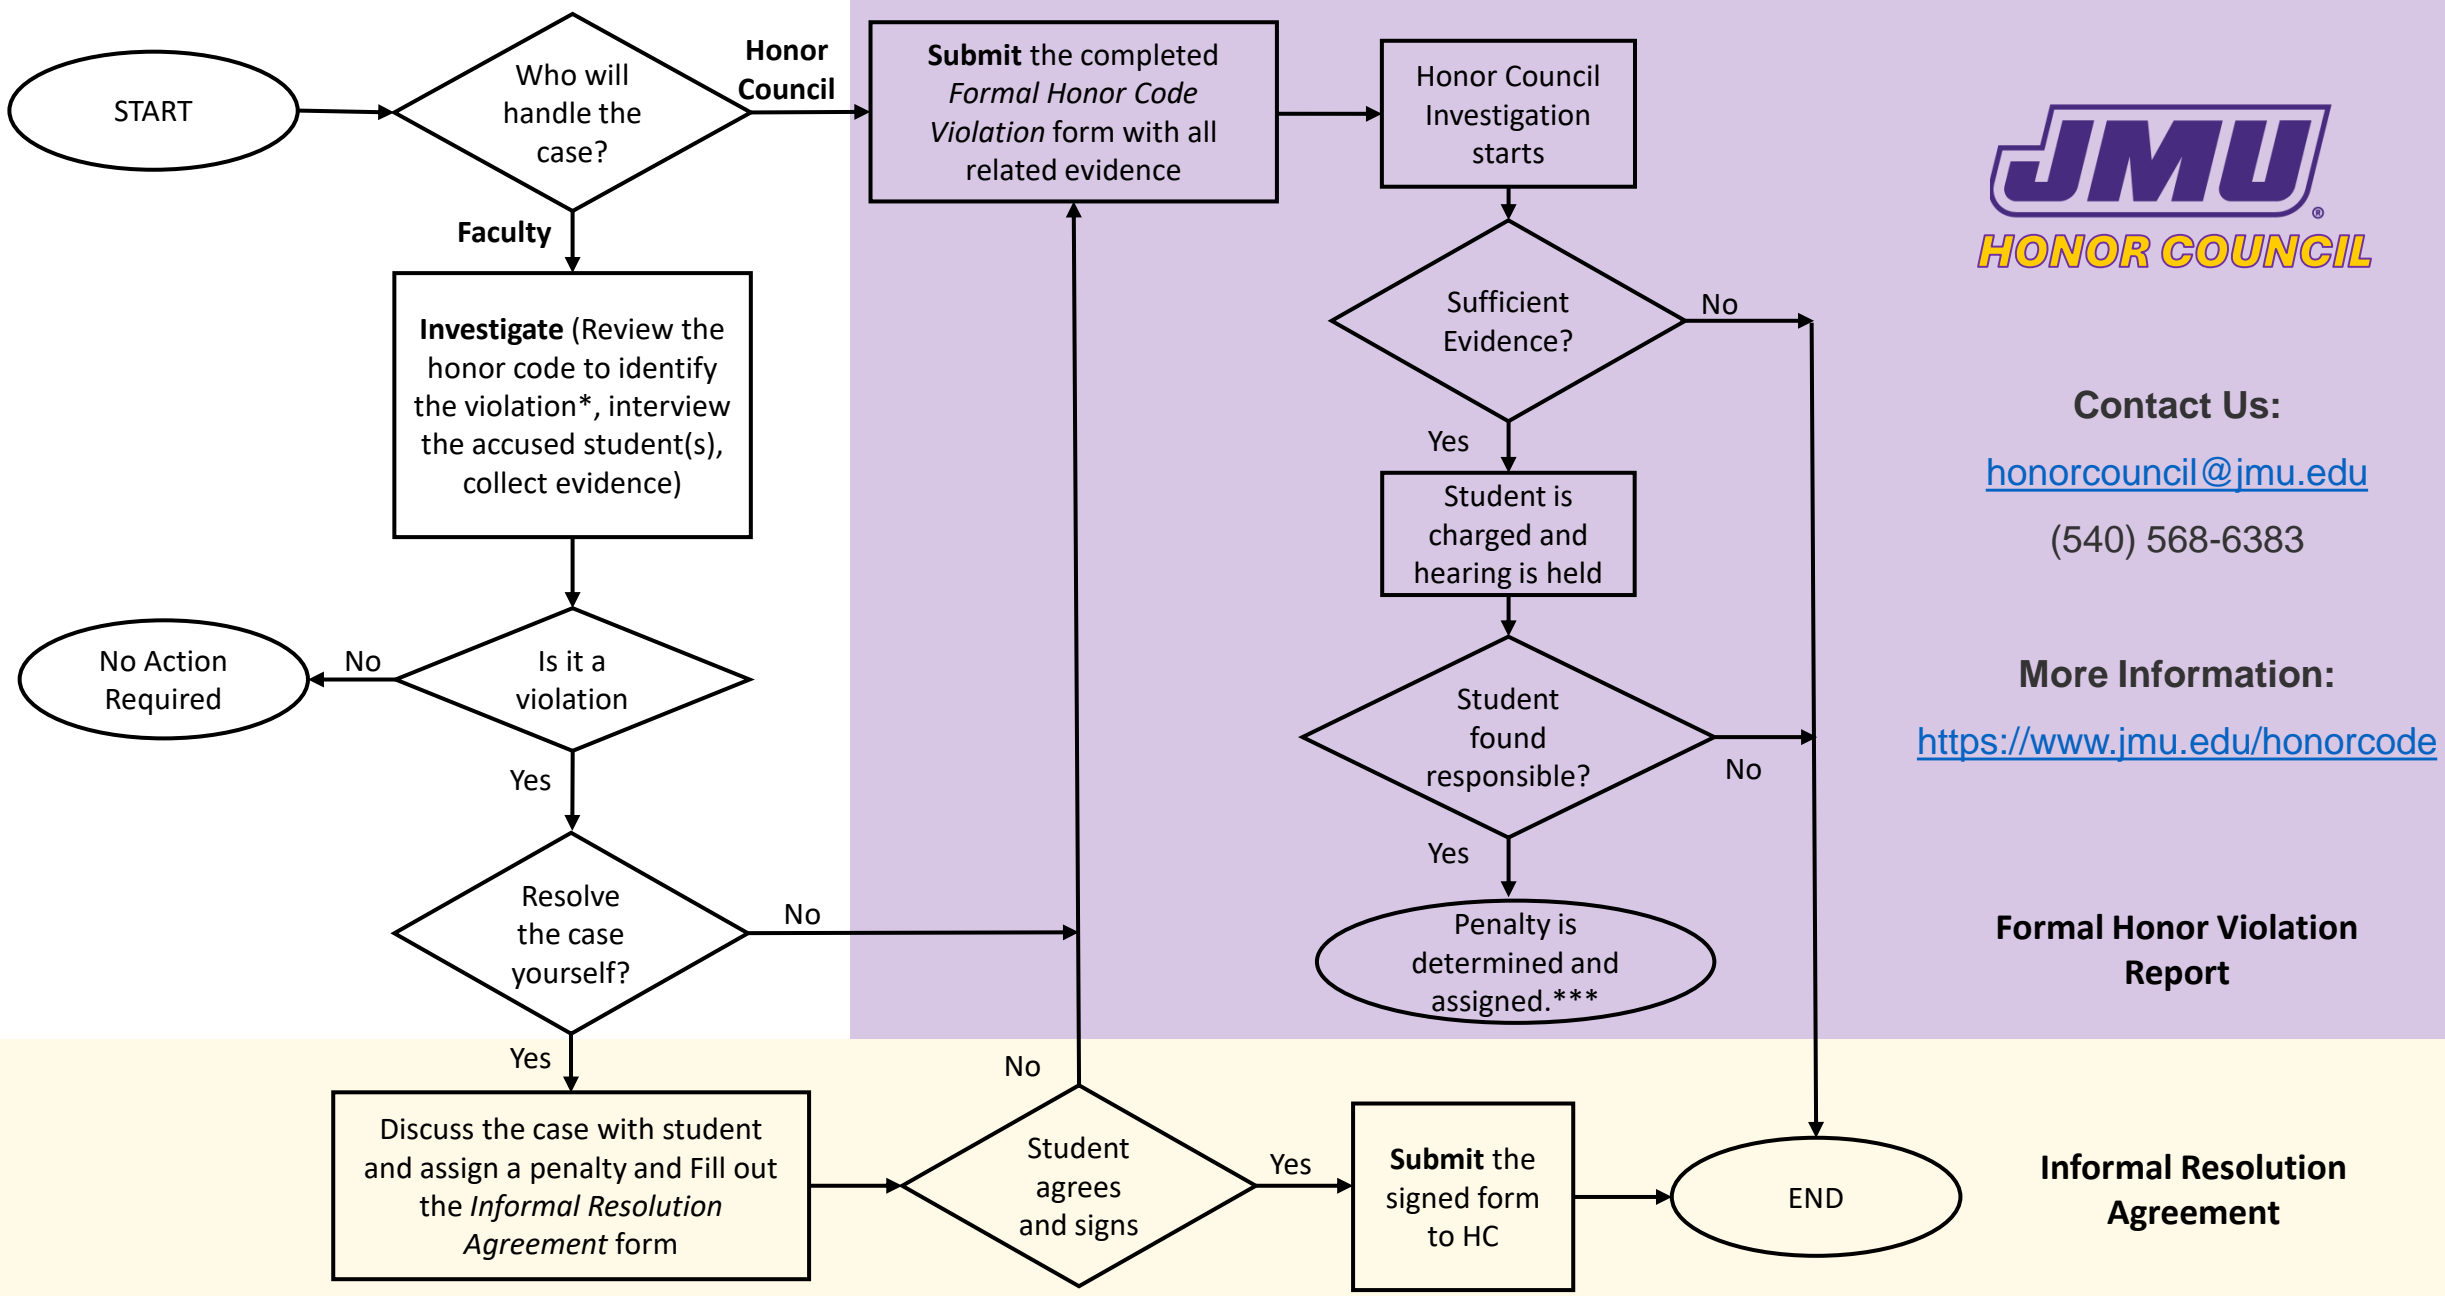 START
Who will
handle the
case?
Honor
Council
Submit the completed
Formal Honor Code
Violation form with all
related evidence
Honor Council
Investigation
starts
JMU®
HONOR COUNCIL
Faculty
Investigate (Review the
honor code to identify
the violation*, interview
the accused student(s),
collect evidence)
Sufficient
Evidence?
No
Yes
Contact Us:
honorcouncil@jmu.edu
(540) 568-6383
Student is
charged and
hearing is held
No Action
Required
No
Is it a
violation
Yes
Student
found
responsible?
No
Yes
More Information:
https://www.jmu.edu/honorcode
Resolve
the case
yourself?
No
Yes
Penalty is
determined and
assigned.***
Formal Honor Violation
Report
Discuss the case with student
and assign a penalty and Fill out
the Informal Resolution
Agreement form
No
Student
agrees
and signs
Yes
Submit the
signed form
to HC
END
Informal Resolution
Agreement